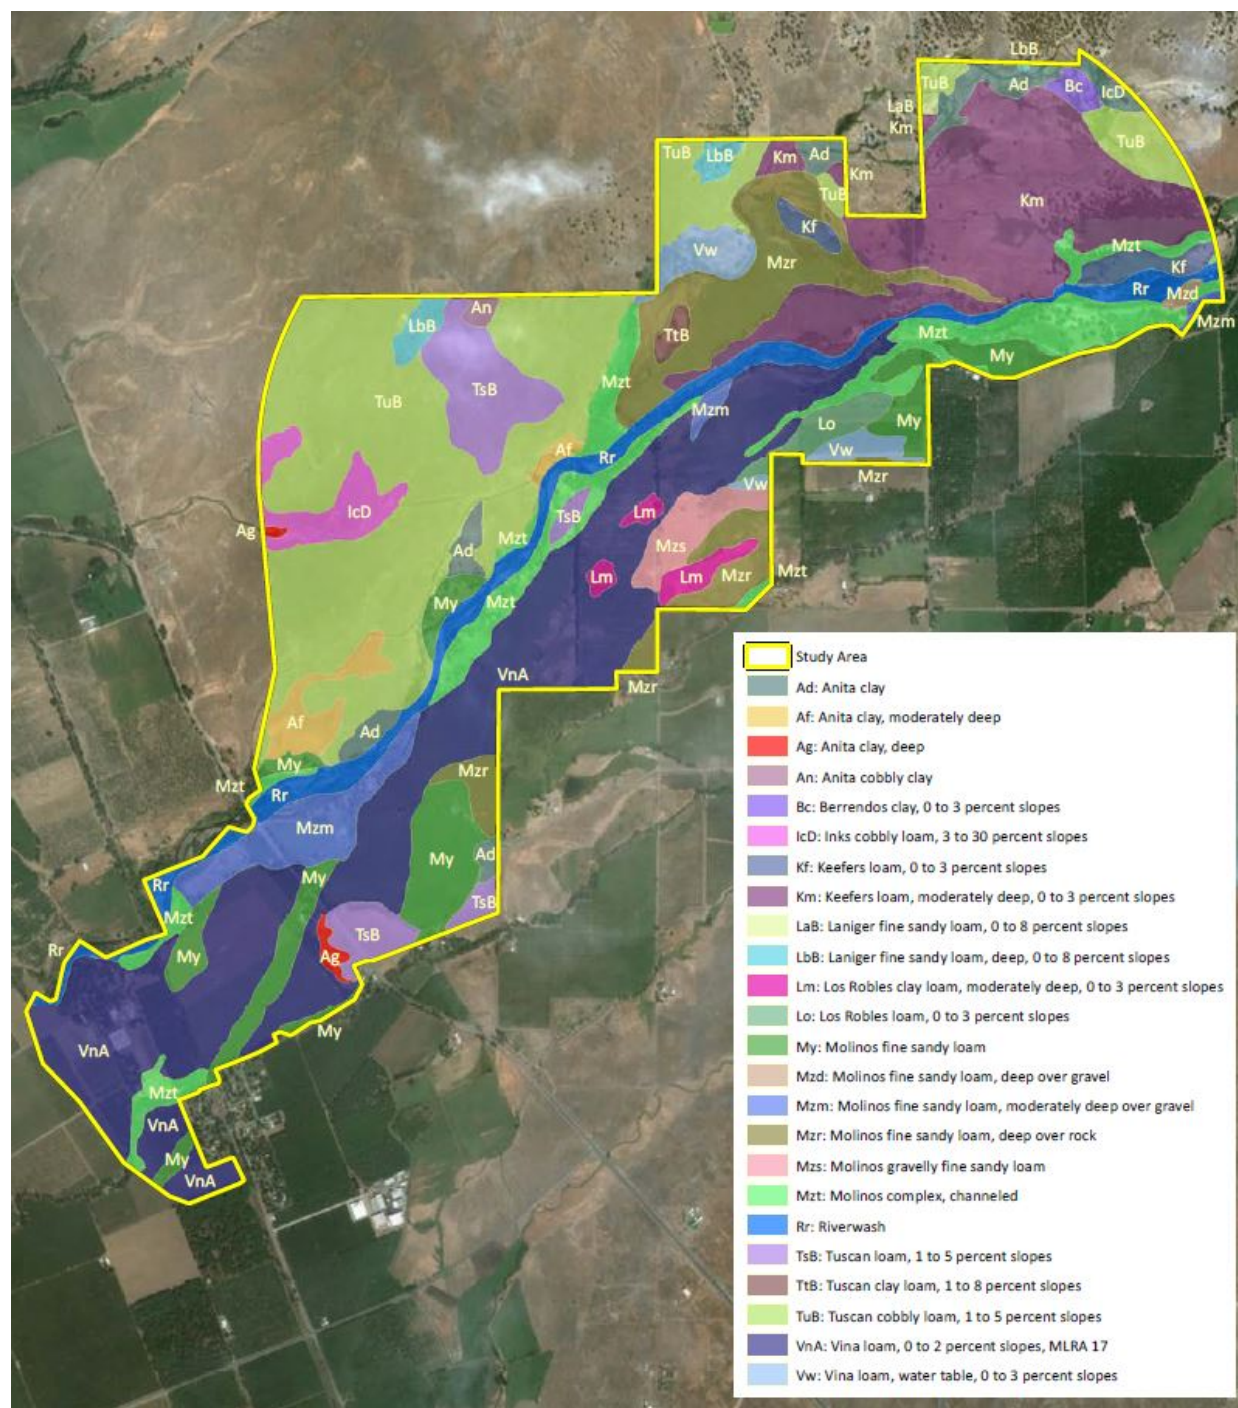 LbB
TuB
Ad
Bc
IcD
LaB
Km
TuB
TuB
LbB
Km
Ad
Km
TuB
Km
Kf
Mzt
Vw
Mzr
Kf
Rr
Mzd
An
LbB
TtB
Mzt
Mzm
My
Mzt
TsB
TuB
Mzm
Lo
My
Af
Rr
Vw
Mzr
Vw
IcD
TsB
Lm
Ag
Mzt
Ad
Mzs
Lm
Lm
Mzr
Mzt
My
Mzt
VnA
Mzr
Af
Ad
My
Mzt
Mzr
Rr
Mzm
My
Ad
My
Rr
TsB
Mzt
TsB
Rr
My
Ag
My
VnA
Mzt
VnA
My
VnA
Study Area
Ad: Anita clay
Af: Anita clay, moderately deep
Ag: Anita clay, deep
An: Anita cobbly clay
Bc: Berrendos clay, 0 to 3 percent slopes
IcD: Inks cobbly loam, 3 to 30 percent slopes
Kf: Keefers loam, 0 to 3 percent slopes
Km: Keefers loam, moderately deep, 0 to 3 percent slopes
LaB: Laniger fine sandy loam, 0 to 8 percent slopes
LbB: Laniger fine sandy loam, deep, 0 to 8 percent slopes
Lm: Los Robles clay loam, moderately deep, 0 to 3 percent slopes
Lo: Los Robles loam, 0 to 3 percent slopes
My: Molinos fine sandy loam
Mzd: Molinos fine sandy loam, deep over gravel
Mzm: Molinos fine sandy loam, moderately deep over gravel
Mzr: Molinos fine sandy loam, deep over rock
Mzs: Molinos gravelly fine sandy loam
Mzt: Molinos complex, channeled
Rr: Riverwash
TsB: Tuscan loam, 1 to 5 percent slopes
TtB: Tuscan clay loam, 1 to 8 percent slopes
TuB: Tuscan cobbly loam, 1 to 5 percent slopes
VnA: Vina loam, 0 to 2 percent slopes, MLRA 17
Vw: Vina loam, water table, 0 to 3 percent slopes